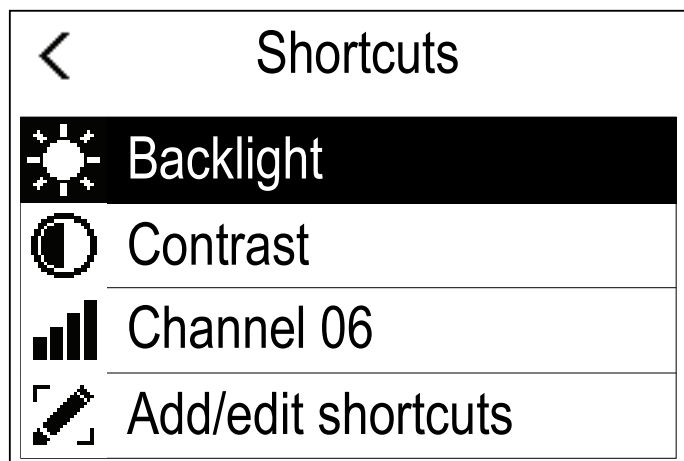 Shortcuts
Backlight
Contrast
Channel 06
Add/edit shortcuts